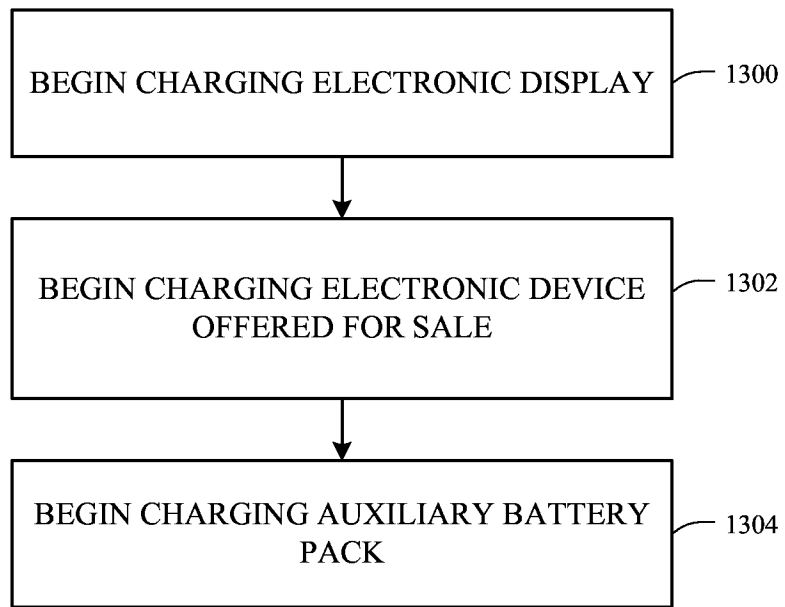 BEGIN CHARGING ELECTRONIC DISPLAY
1300
BEGIN CHARGING ELECTRONIC DEVICE
OFFERED FOR SALE
1302
BEGIN CHARGING AUXILIARY BATTERY
PACK
1304